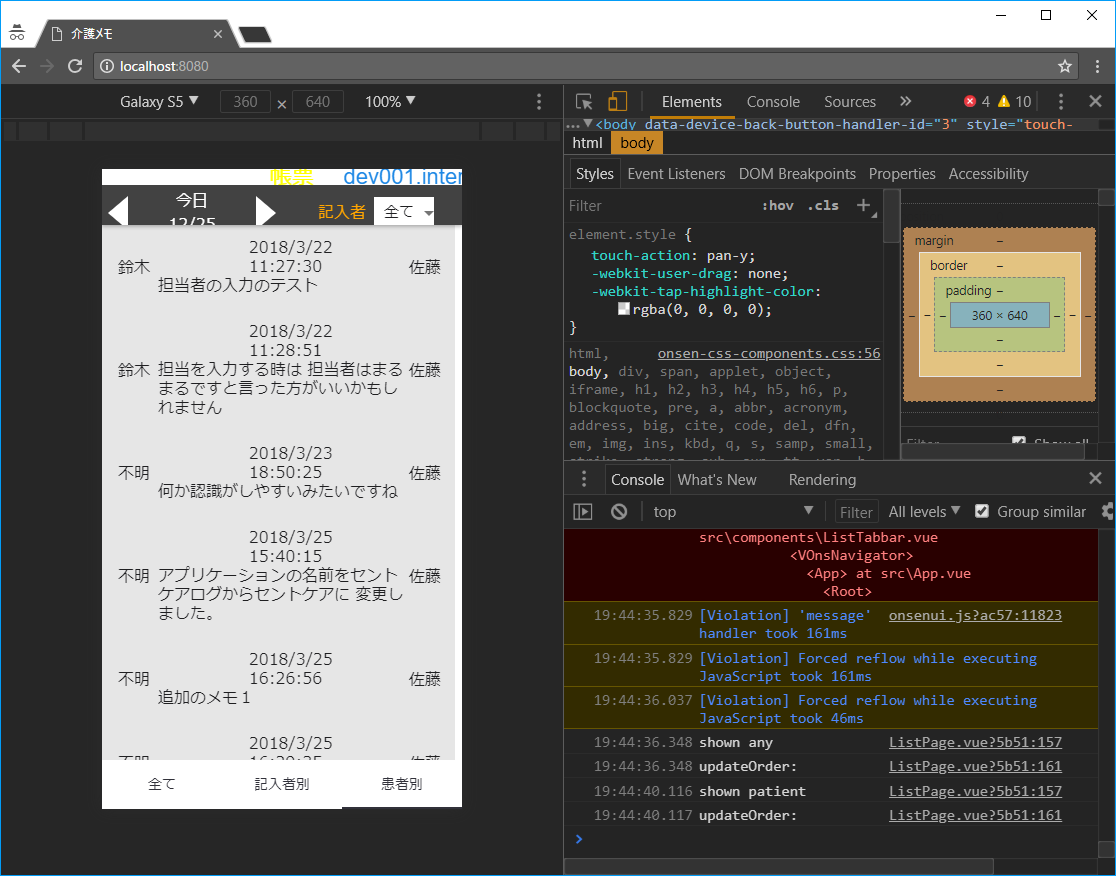 介護メモ
localhost:8080
Galaxy S5 ▼ 360 × 640 100% ▼
Elements Console Sources » 4 10
…▼<body data-device-back-button-handler-id="3" style="touch-
html body
Styles Event Listeners DOM Breakpoints Properties Accessibility
Filter :hov .cls +
element.style {
touch-action: pan-y;
-webkit-user-drag: none;
-webkit-tap-highlight-color:
rgba(0, 0, 0, 0);
}
html, onsen-css-components.css:56
body, div, span, applet, object,
iframe, h1, h2, h3, h4, h5, h6, p,
blockquote, pre, a, abbr, acronym,
address, big, cite, code, del, dfn,
em, img, ins, kbd, q, s, samp, small,
margin –
border –
padding –
– – – 360 × 640 – – –
–
–
–
Filter Show all
帳票 dev001.inter
今日
12/25
記入者 全て
2018/3/22
11:27:30
鈴木 佐藤
担当者の入力のテスト
2018/3/22
11:28:51
鈴木 担当を入力する時は 担当者はまる 佐藤
まるですと言った方がいいかもし
れません
2018/3/23
18:50:25
不明 佐藤
何か認識がしやすいみたいですね
2018/3/25
15:40:15
不明 アプリケーションの名前をセント 佐藤
ケアログからセントケアに 変更し
ました。
2018/3/25
16:26:56
不明 佐藤
追加のメモ１
2018/3/25
全て 記入者別 患者別
Console What's New Rendering
top ▼ Filter All levels ▼ Group similar
src\components\ListTabbar.vue
<VOnsNavigator>
<App> at src\App.vue
<Root>
19:44:35.829 [Violation] 'message' onsenui.js?ac57:11823
handler took 161ms
19:44:35.829 [Violation] Forced reflow while executing
JavaScript took 161ms
19:44:36.037 [Violation] Forced reflow while executing
JavaScript took 46ms
19:44:36.348 shown any ListPage.vue?5b51:157
19:44:36.348 updateOrder: ListPage.vue?5b51:161
19:44:40.116 shown patient ListPage.vue?5b51:157
19:44:40.117 updateOrder: ListPage.vue?5b51:161
>